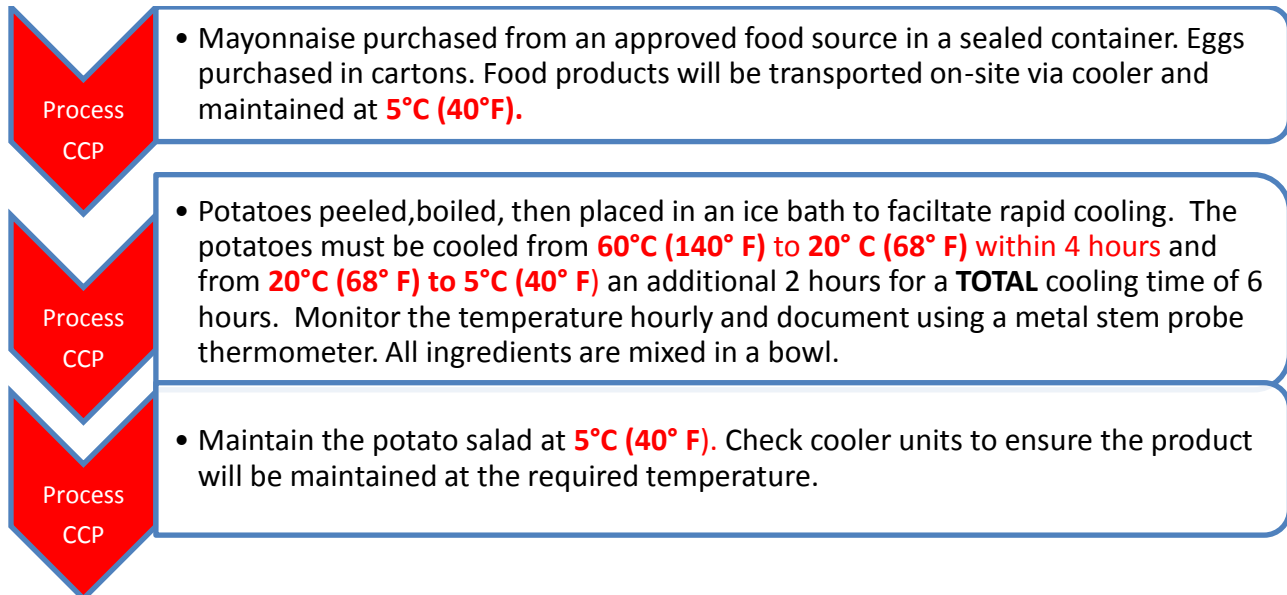 Process
CCP
• Mayonnaise purchased from an approved food source in a sealed container. Eggs
purchased in cartons. Food products will be transported on-site via cooler and
maintained at 5°C (40°F).
Process
CCP
• Potatoes peeled,boiled, then placed in an ice bath to faciltate rapid cooling.  The
potatoes must be cooled from 60°C (140° F) to 20° C (68° F) within 4 hours and
from 20°C (68° F) to 5°C (40° F) an additional 2 hours for a TOTAL cooling time of 6
hours.  Monitor the temperature hourly and document using a metal stem probe
thermometer. All ingredients are mixed in a bowl.
Process
CCP
• Maintain the potato salad at 5°C (40° F). Check cooler units to ensure the product
will be maintained at the required temperature.